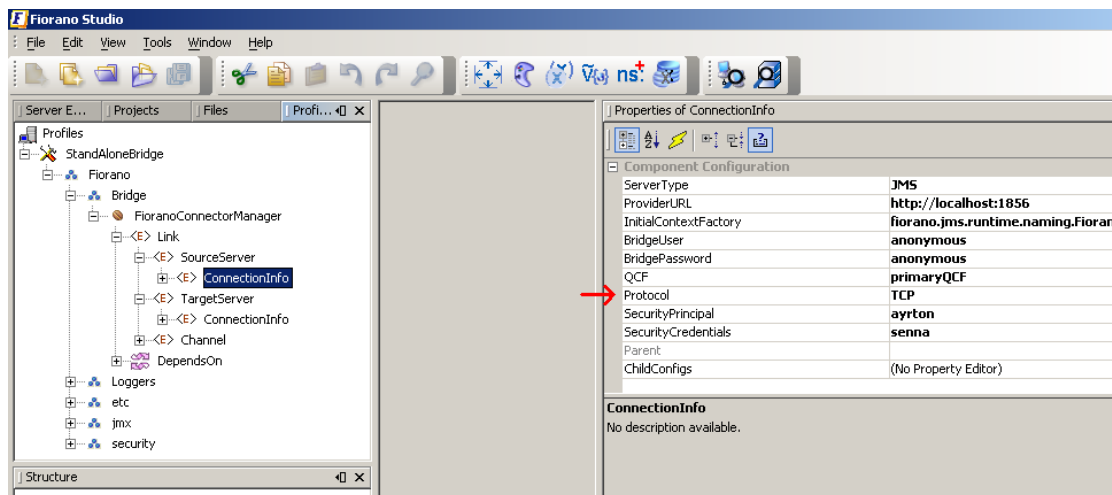 Fiorano Studio
File Edit View Tools Window Help
Server E... Projects Files Profi...
Profiles
StandAloneBridge
Fiorano
Bridge
FioranoConnectorManager
<E> Link
<E> SourceServer
<E> ConnectionInfo
<E> TargetServer
<E> ConnectionInfo
<E> Channel
DependsOn
Loggers
etc
jmx
security
Structure
Properties of ConnectionInfo
Component Configuration
ServerType JMS
ProviderURL http://localhost:1856
InitialContextFactory fiorano.jms.runtime.naming.Fioran
BridgeUser anonymous
BridgePassword anonymous
QCF primaryQCF
Protocol TCP
SecurityPrincipal ayrton
SecurityCredentials senna
Parent
ChildConfigs (No Property Editor)
ConnectionInfo
No description available.